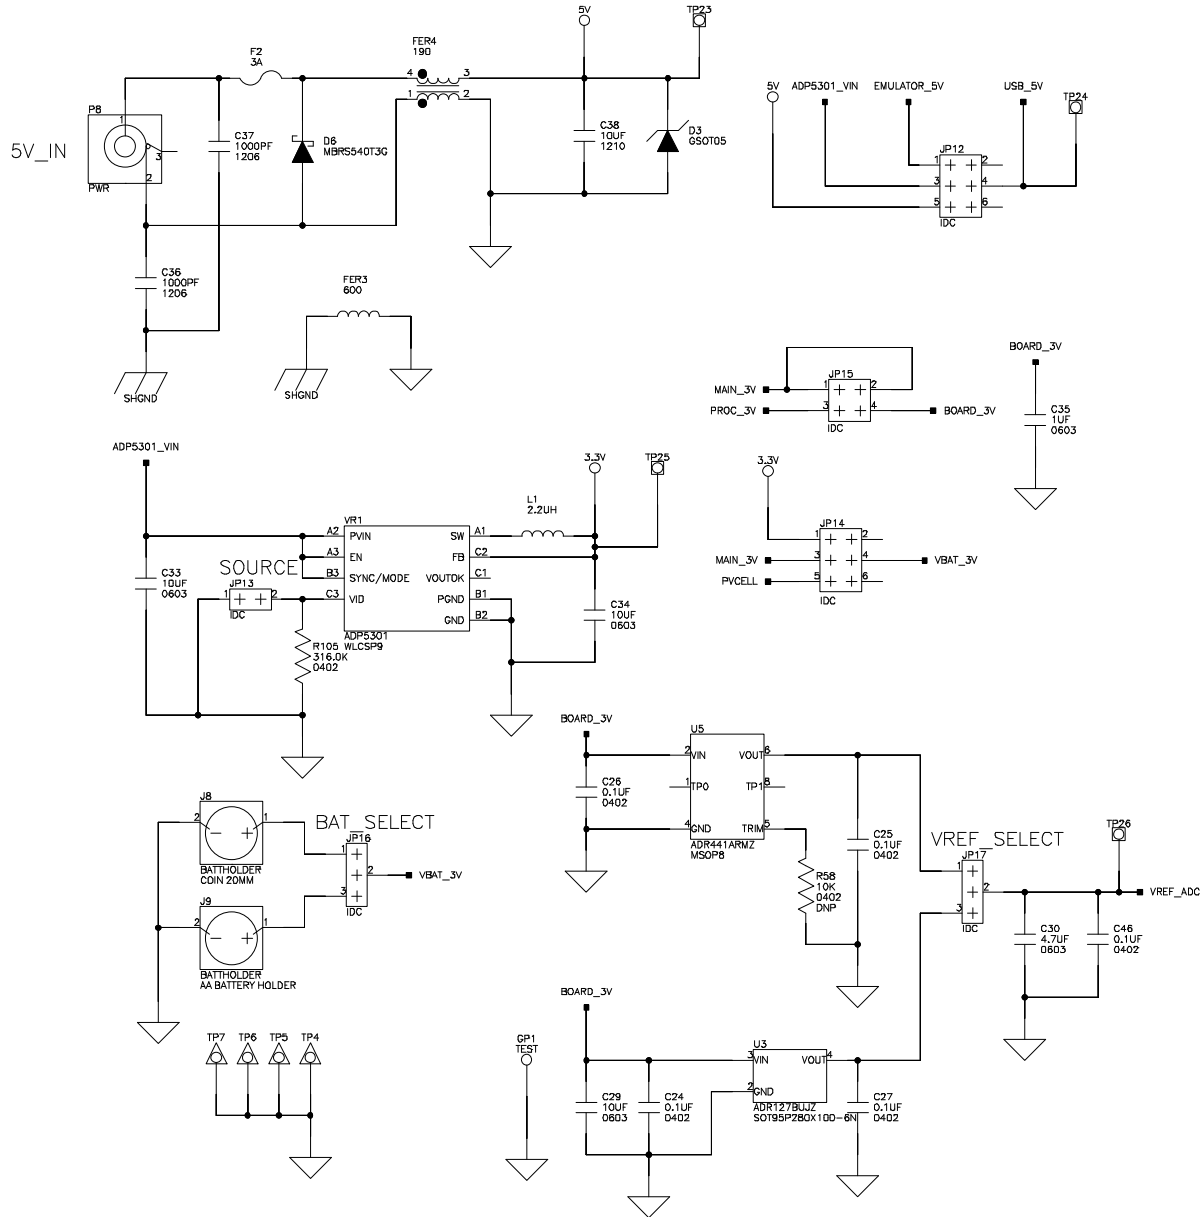 5V_IN
P8
1
3
2
PWR
F2
3A
C37
1000PF
1206
D6
MBRS540T3G
FER4
190
4
3
1
2
5V
TP23
C38
10UF
1210
D3
GSOT05
C36
1000PF
1206
SHGND
FER3
600
SHGND
5V
ADP5301_VIN
EMULATOR_5V
USB_5V
TP24
JP12
1
2
3
4
5
6
IDC
MAIN_3V
PROC_3V
JP15
1
2
3
4
IDC
BOARD_3V
BOARD_3V
C35
1UF
0603
ADP5301_VIN
C33
10UF
0603
SOURCE
JP13
1
2
IDC
R105
316.0K
0402
VR1
A2
PVIN
A3
EN
B3
SYNC/MODE
C3
VID
SW
A1
FB
C2
VOUTOK
C1
PGND
B1
GND
B2
ADP5301
WLCSP9
L1
2.2UH
3.3V
TP25
C34
10UF
0603
3.3V
JP14
MAIN_3V
PVCELL
1
2
3
4
5
6
IDC
VBAT_3V
J8
2
1
BATTHOLDER
COIN 20MM
J9
2
1
BATTHOLDER
AA BATTERY HOLDER
BAT_SELECT
JP16
1
2
3
IDC
VBAT_3V
BOARD_3V
C26
0.1UF
0402
U5
2
VIN
VOUT
6
1
TP0
TP1
8
4
GND
TRIM
5
ADR441ARMZ
MSOP8
R58
10K
0402
DNP
C25
0.1UF
0402
VREF_SELECT
JP17
1
2
3
IDC
TP26
VREF_ADC
C30
4.7UF
0603
C46
0.1UF
0402
TP7
TP6
TP5
TP4
GP1
TEST
BOARD_3V
C29
10UF
0603
C24
0.1UF
0402
U3
3
VIN
VOUT
4
2
GND
ADR127BUJZ
SOT95P280X100-6N
C27
0.1UF
0402